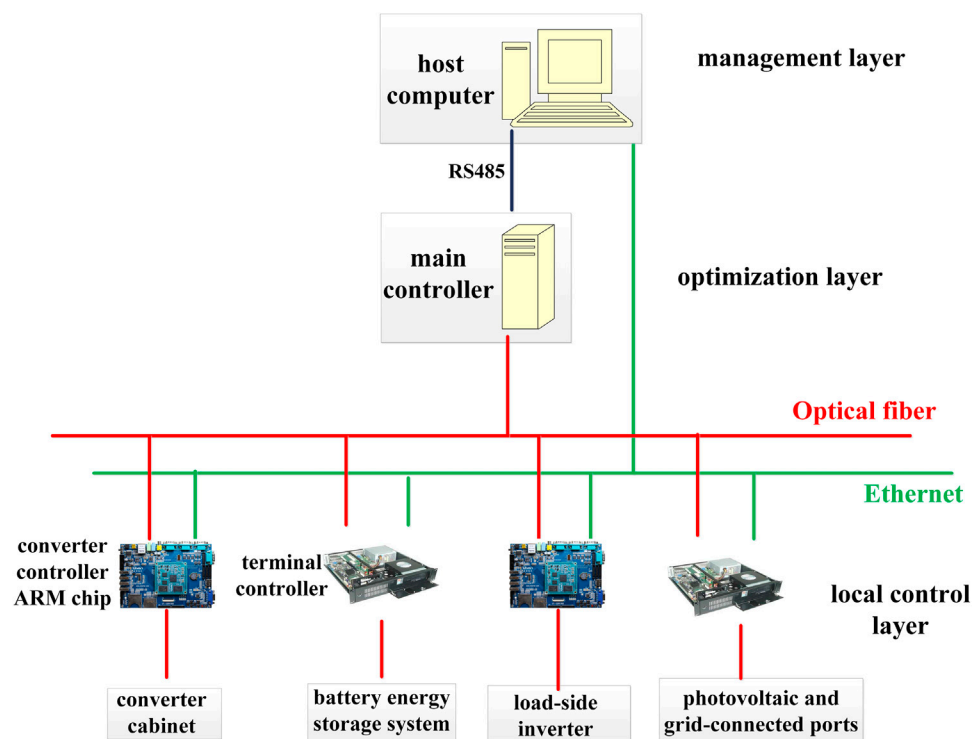 host
computer
management layer
RS485
main
controller
optimization layer
Optical fiber
Ethernet
converter
controller
ARM chip
terminal
controller
local control
layer
converter
cabinet
battery energy
storage system
load-side
inverter
photovoltaic and
grid-connected ports